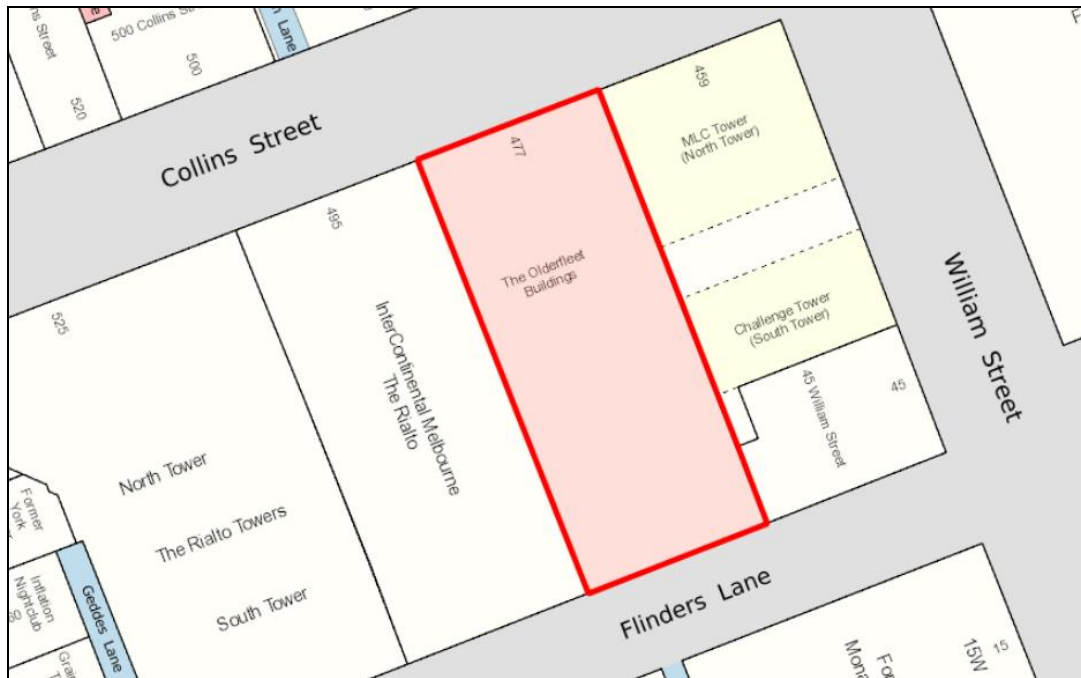 500 Collins
500
520
Collins Street
459
MLC Tower
(North Tower)
477
The Olderfleet
Buildings
495
InterContinental Melbourne
The Rialto
525
Challenge Tower
(South Tower)
45 William Street
45
William Street
North Tower
The Rialto Towers
South Tower
Former
York
Inflation
Nightclub
Geddes Lane
Flinders Lane
15W
15